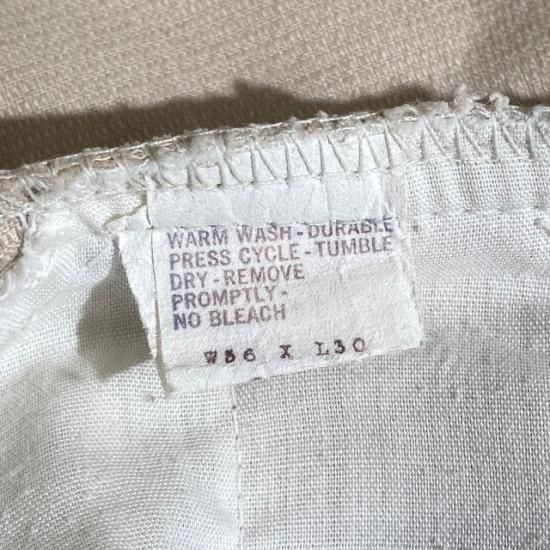 WARM WASH-DURABLE
PRESS CYCLE-TUMBLE
DRY-REMOVE
PROMPTLY-
NO BLEACH
W36 X L30